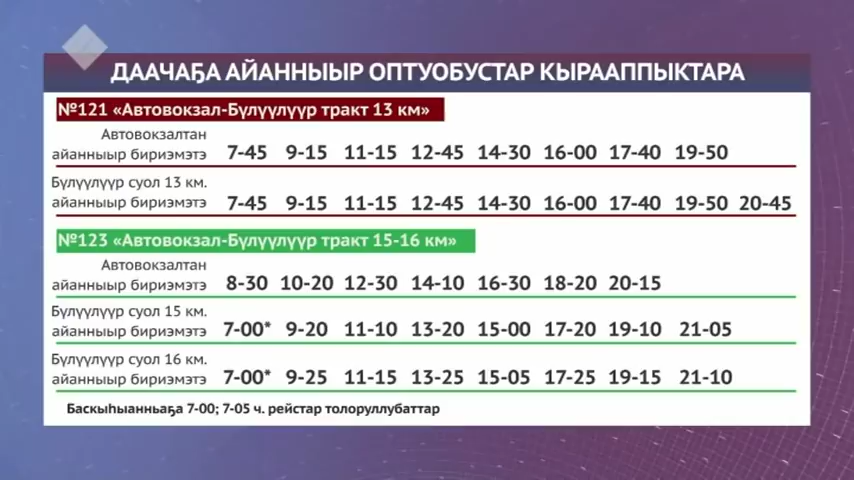 ДААЧАҔА АЙАННЫЫР ОПТУОБУСТАР КЫРААППЫКТАРА
№121 «Автовокзал-Бүлүүлүүр тракт 13 км»
Автовокзалтан
айанныыр бириэмэтэ 7-45 9-15 11-15 12-45 14-30 16-00 17-40 19-50
Бүлүүлүүр суол 13 км.
айанныыр бириэмэтэ 7-45 9-15 11-15 12-45 14-30 16-00 17-40 19-50 20-45
№123 «Автовокзал-Бүлүүлүүр тракт 15-16 км»
Автовокзалтан
айанныыр бириэмэтэ 8-30 10-20 12-30 14-10 16-30 18-20 20-15
Бүлүүлүүр суол 15 км.
айанныыр бириэмэтэ 7-00* 9-20 11-10 13-20 15-00 17-20 19-10 21-05
Бүлүүлүүр суол 16 км.
айанныыр бириэмэтэ 7-00* 9-25 11-15 13-25 15-05 17-25 19-15 21-10
Баскыһыанньаҕа 7-00; 7-05 ч. рейстар толоруллубаттар